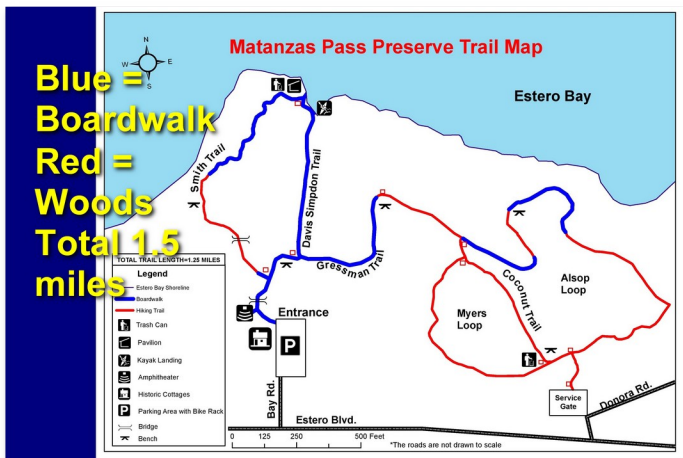 Matanzas Pass Preserve Trail Map
N
W
E
S
Blue =
Boardwalk
Red =
Woods
Total 1.5
miles
Estero Bay
Smith Trail
Davis Simpdon Trail
Gressman Trail
Coconut Trail
Alsop
Loop
Myers
Loop
TOTAL TRAIL LENGTH=1.25 MILES
Legend
Estero Bay Shoreline
Boardwalk
Hiking Trail
Trash Can
Pavilion
Kayak Landing
Amphitheater
Historic Cottages
P
Parking Area with Bike Rack
Bridge
Bench
Entrance
P
Bay Rd.
Service
Gate
Donora Rd.
Estero Blvd.
0 125 250 500 Feet
*The roads are not drawn to scale